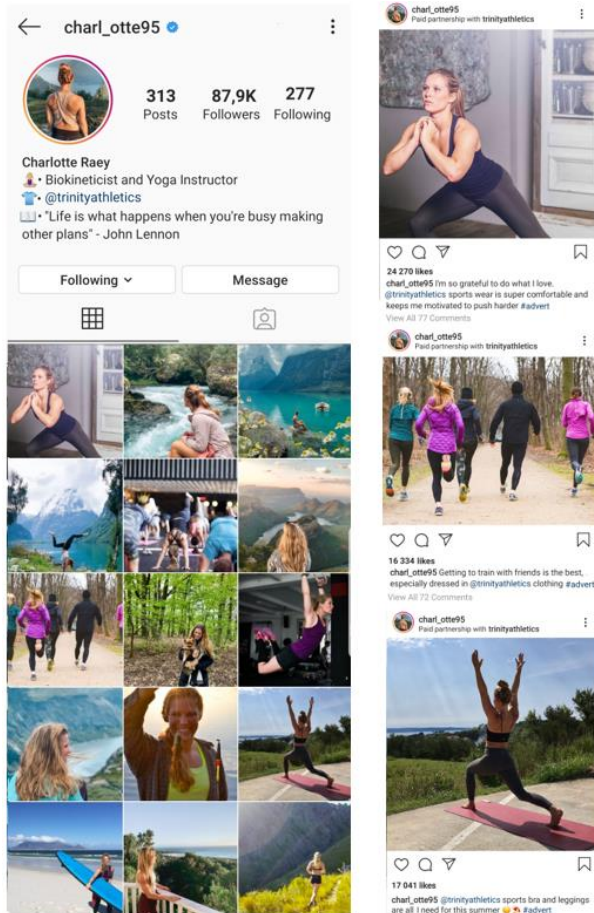 charl_otte95
313 87,9K 277
Posts Followers Following
Charlotte Raey
• Biokineticist and Yoga Instructor
• @trinityathletics
• "Life is what happens when you're busy making
other plans" - John Lennon
Following Message
charl_otte95
Paid partnership with trinityathletics
24 270 likes
charl_otte95 I'm so grateful to do what I love.
@trinityathletics sports wear is super comfortable and
keeps me motivated to push harder #advert
View All 77 Comments
charl_otte95
Paid partnership with trinityathletics
16 334 likes
charl_otte95 Getting to train with friends is the best,
especially dressed in @trinityathletics clothing #advert
View All 72 Comments
charl_otte95
Paid partnership with trinityathletics
17 041 likes
charl_otte95 @trinityathletics sports bra and leggings
are all I need for this summer #advert